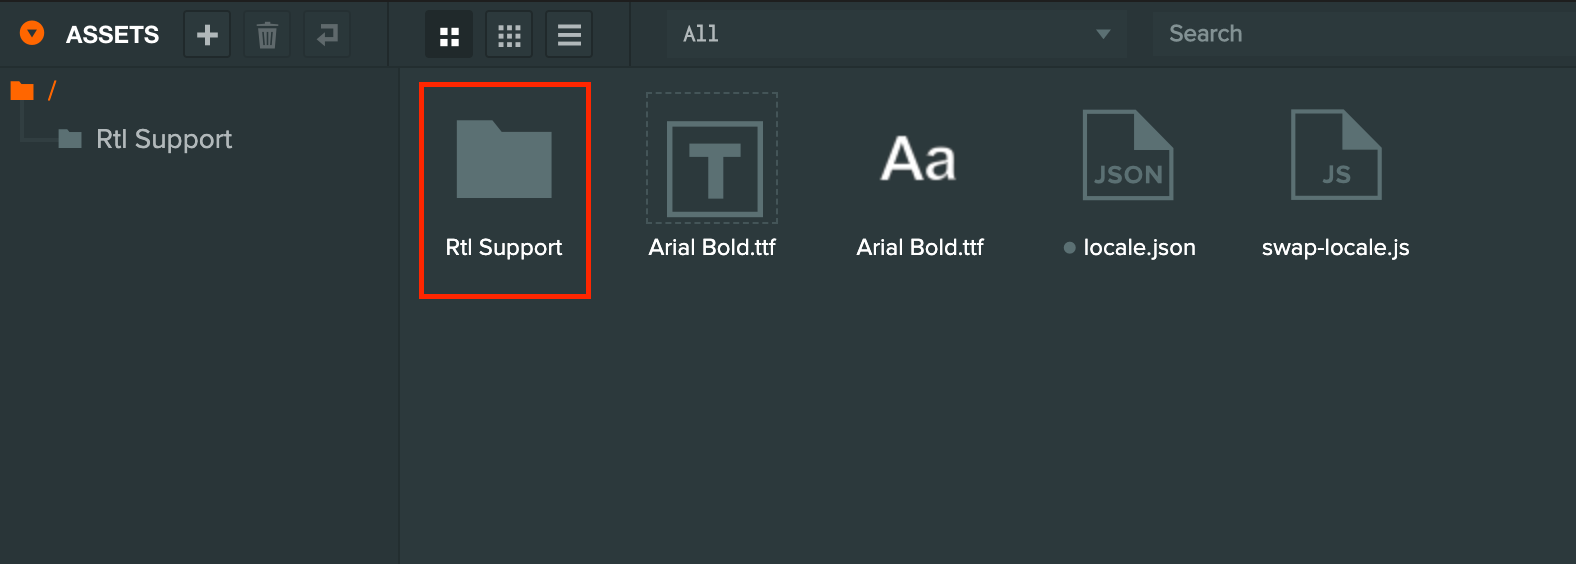 ASSETS
All
Search
/
Rtl Support
T
Aa
JSON
JS
Rtl Support
Arial Bold.ttf
Arial Bold.ttf
locale.json
swap-locale.js